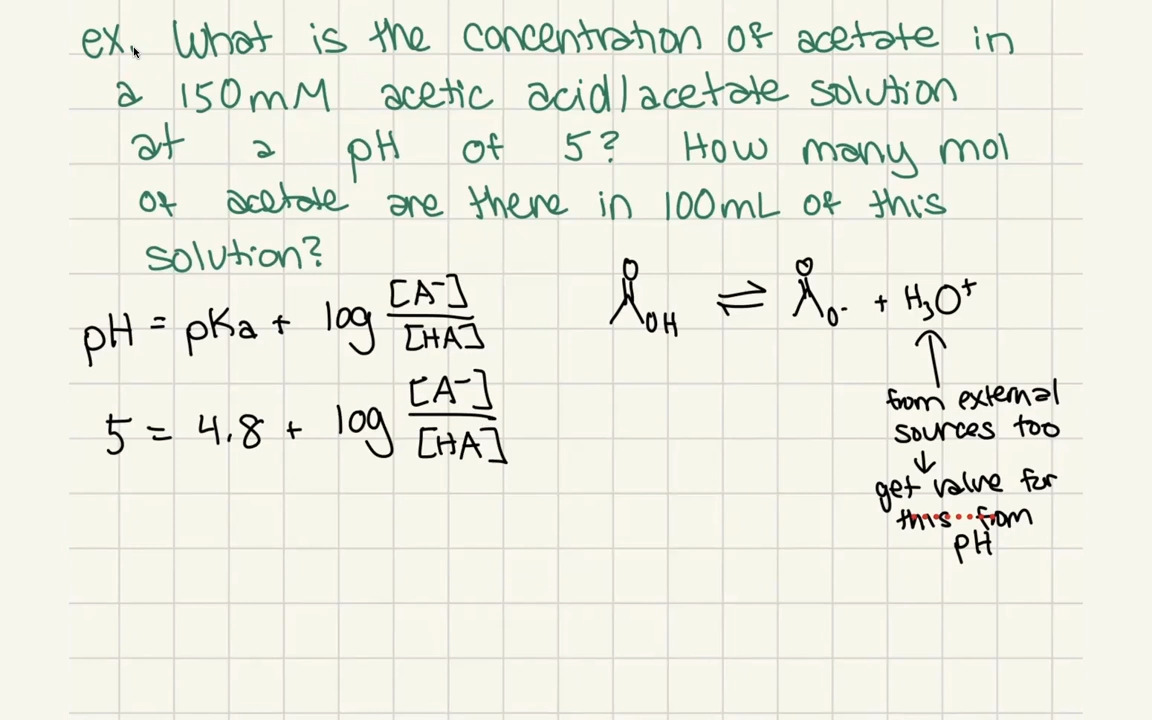 ex. What is the concentration of acetate in
a 150mM acetic acid/acetate solution
at a pH of 5? How many mol
of acetate are there in 100mL of this
solution?
pH = pKa + log [A-]/[HA]
5 = 4.8 + log [A-]/[HA]
O
OH ⇌ O
O- + H3O+
↑
from external
sources too
↓
get value for
this from
pH